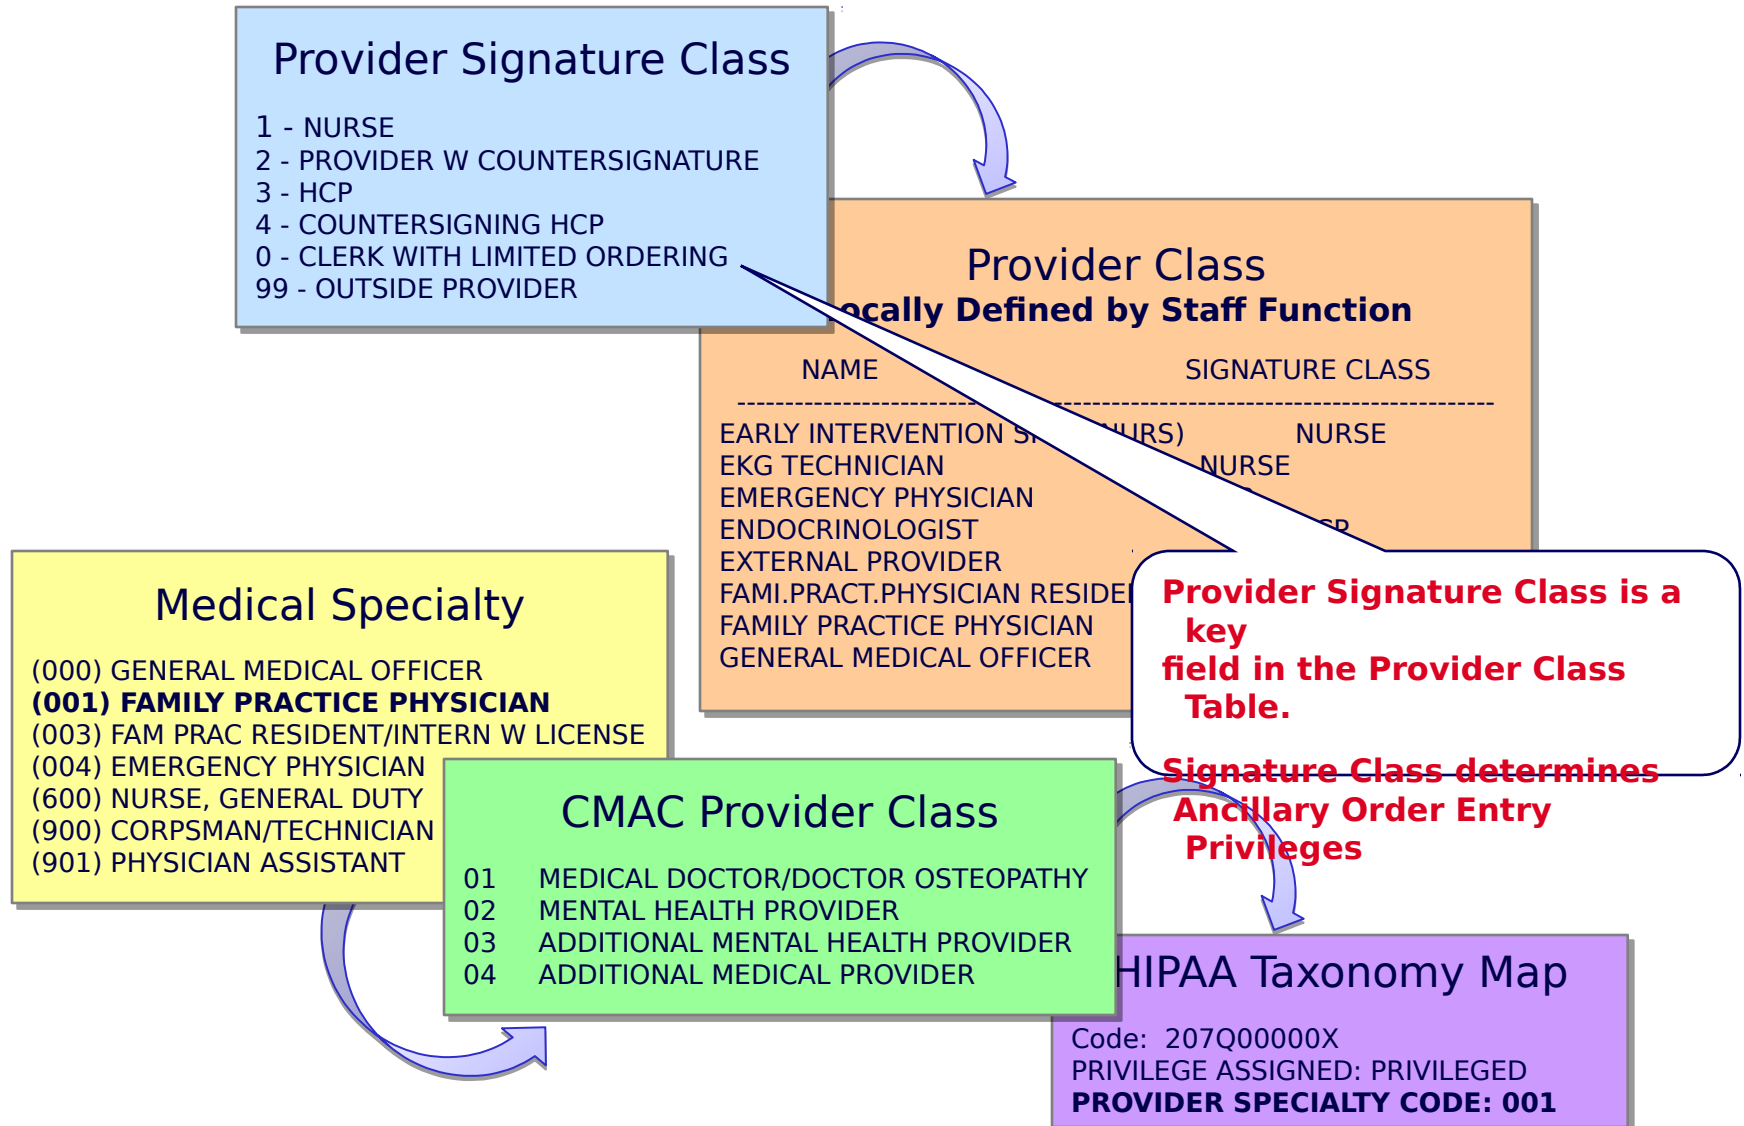 Provider Signature Class
1 - NURSE
2 - PROVIDER W COUNTERSIGNATURE
3 - HCP
4 - COUNTERSIGNING HCP
0 - CLERK WITH LIMITED ORDERING
99 - OUTSIDE PROVIDER
Provider Class
ocally Defined by Staff Function
NAME SIGNATURE CLASS
--------------------------------------------------------------------------------
EARLY INTERVENTION NURS) NURSE
EKG TECHNICIAN NURSE
EMERGENCY PHYSICIAN
ENDOCRINOLOGIST
EXTERNAL PROVIDER
FAMI.PRACT.PHYSICIAN RESIDE
FAMILY PRACTICE PHYSICIAN
GENERAL MEDICAL OFFICER
Provider Signature Class is a
key
field in the Provider Class
Table.
Signature Class determines
Ancillary Order Entry
Privileges
Medical Specialty
(000) GENERAL MEDICAL OFFICER
(001) FAMILY PRACTICE PHYSICIAN
(003) FAM PRAC RESIDENT/INTERN W LICENSE
(004) EMERGENCY PHYSICIAN
(600) NURSE, GENERAL DUTY
(900) CORPSMAN/TECHNICIAN
(901) PHYSICIAN ASSISTANT
CMAC Provider Class
01 MEDICAL DOCTOR/DOCTOR OSTEOPATHY
02 MENTAL HEALTH PROVIDER
03 ADDITIONAL MENTAL HEALTH PROVIDER
04 ADDITIONAL MEDICAL PROVIDER
HIPAA Taxonomy Map
Code: 207Q00000X
PRIVILEGE ASSIGNED: PRIVILEGED
PROVIDER SPECIALTY CODE: 001